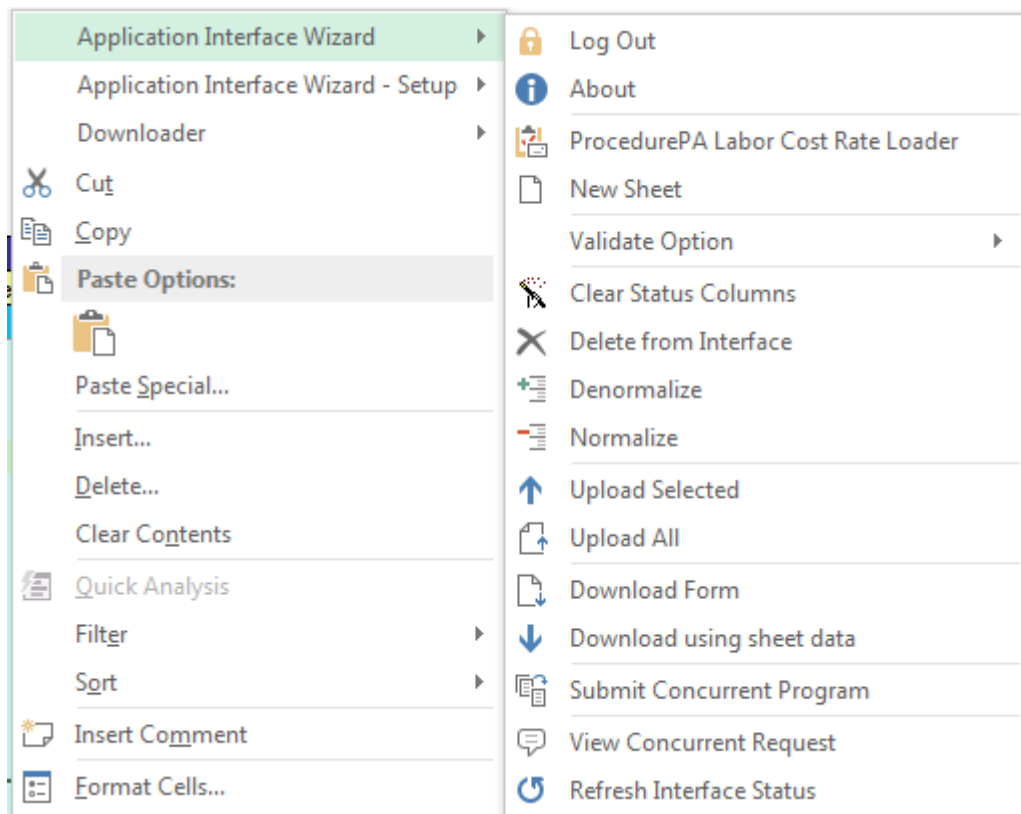 Application Interface Wizard
Application Interface Wizard - Setup
Downloader
Cut
Copy
Paste Options:
Paste Special...
Insert...
Delete...
Clear Contents
Quick Analysis
Filter
Sort
Insert Comment
Format Cells...
Log Out
About
ProcedurePA Labor Cost Rate Loader
New Sheet
Validate Option
Clear Status Columns
Delete from Interface
Denormalize
Normalize
Upload Selected
Upload All
Download Form
Download using sheet data
Submit Concurrent Program
View Concurrent Request
Refresh Interface Status